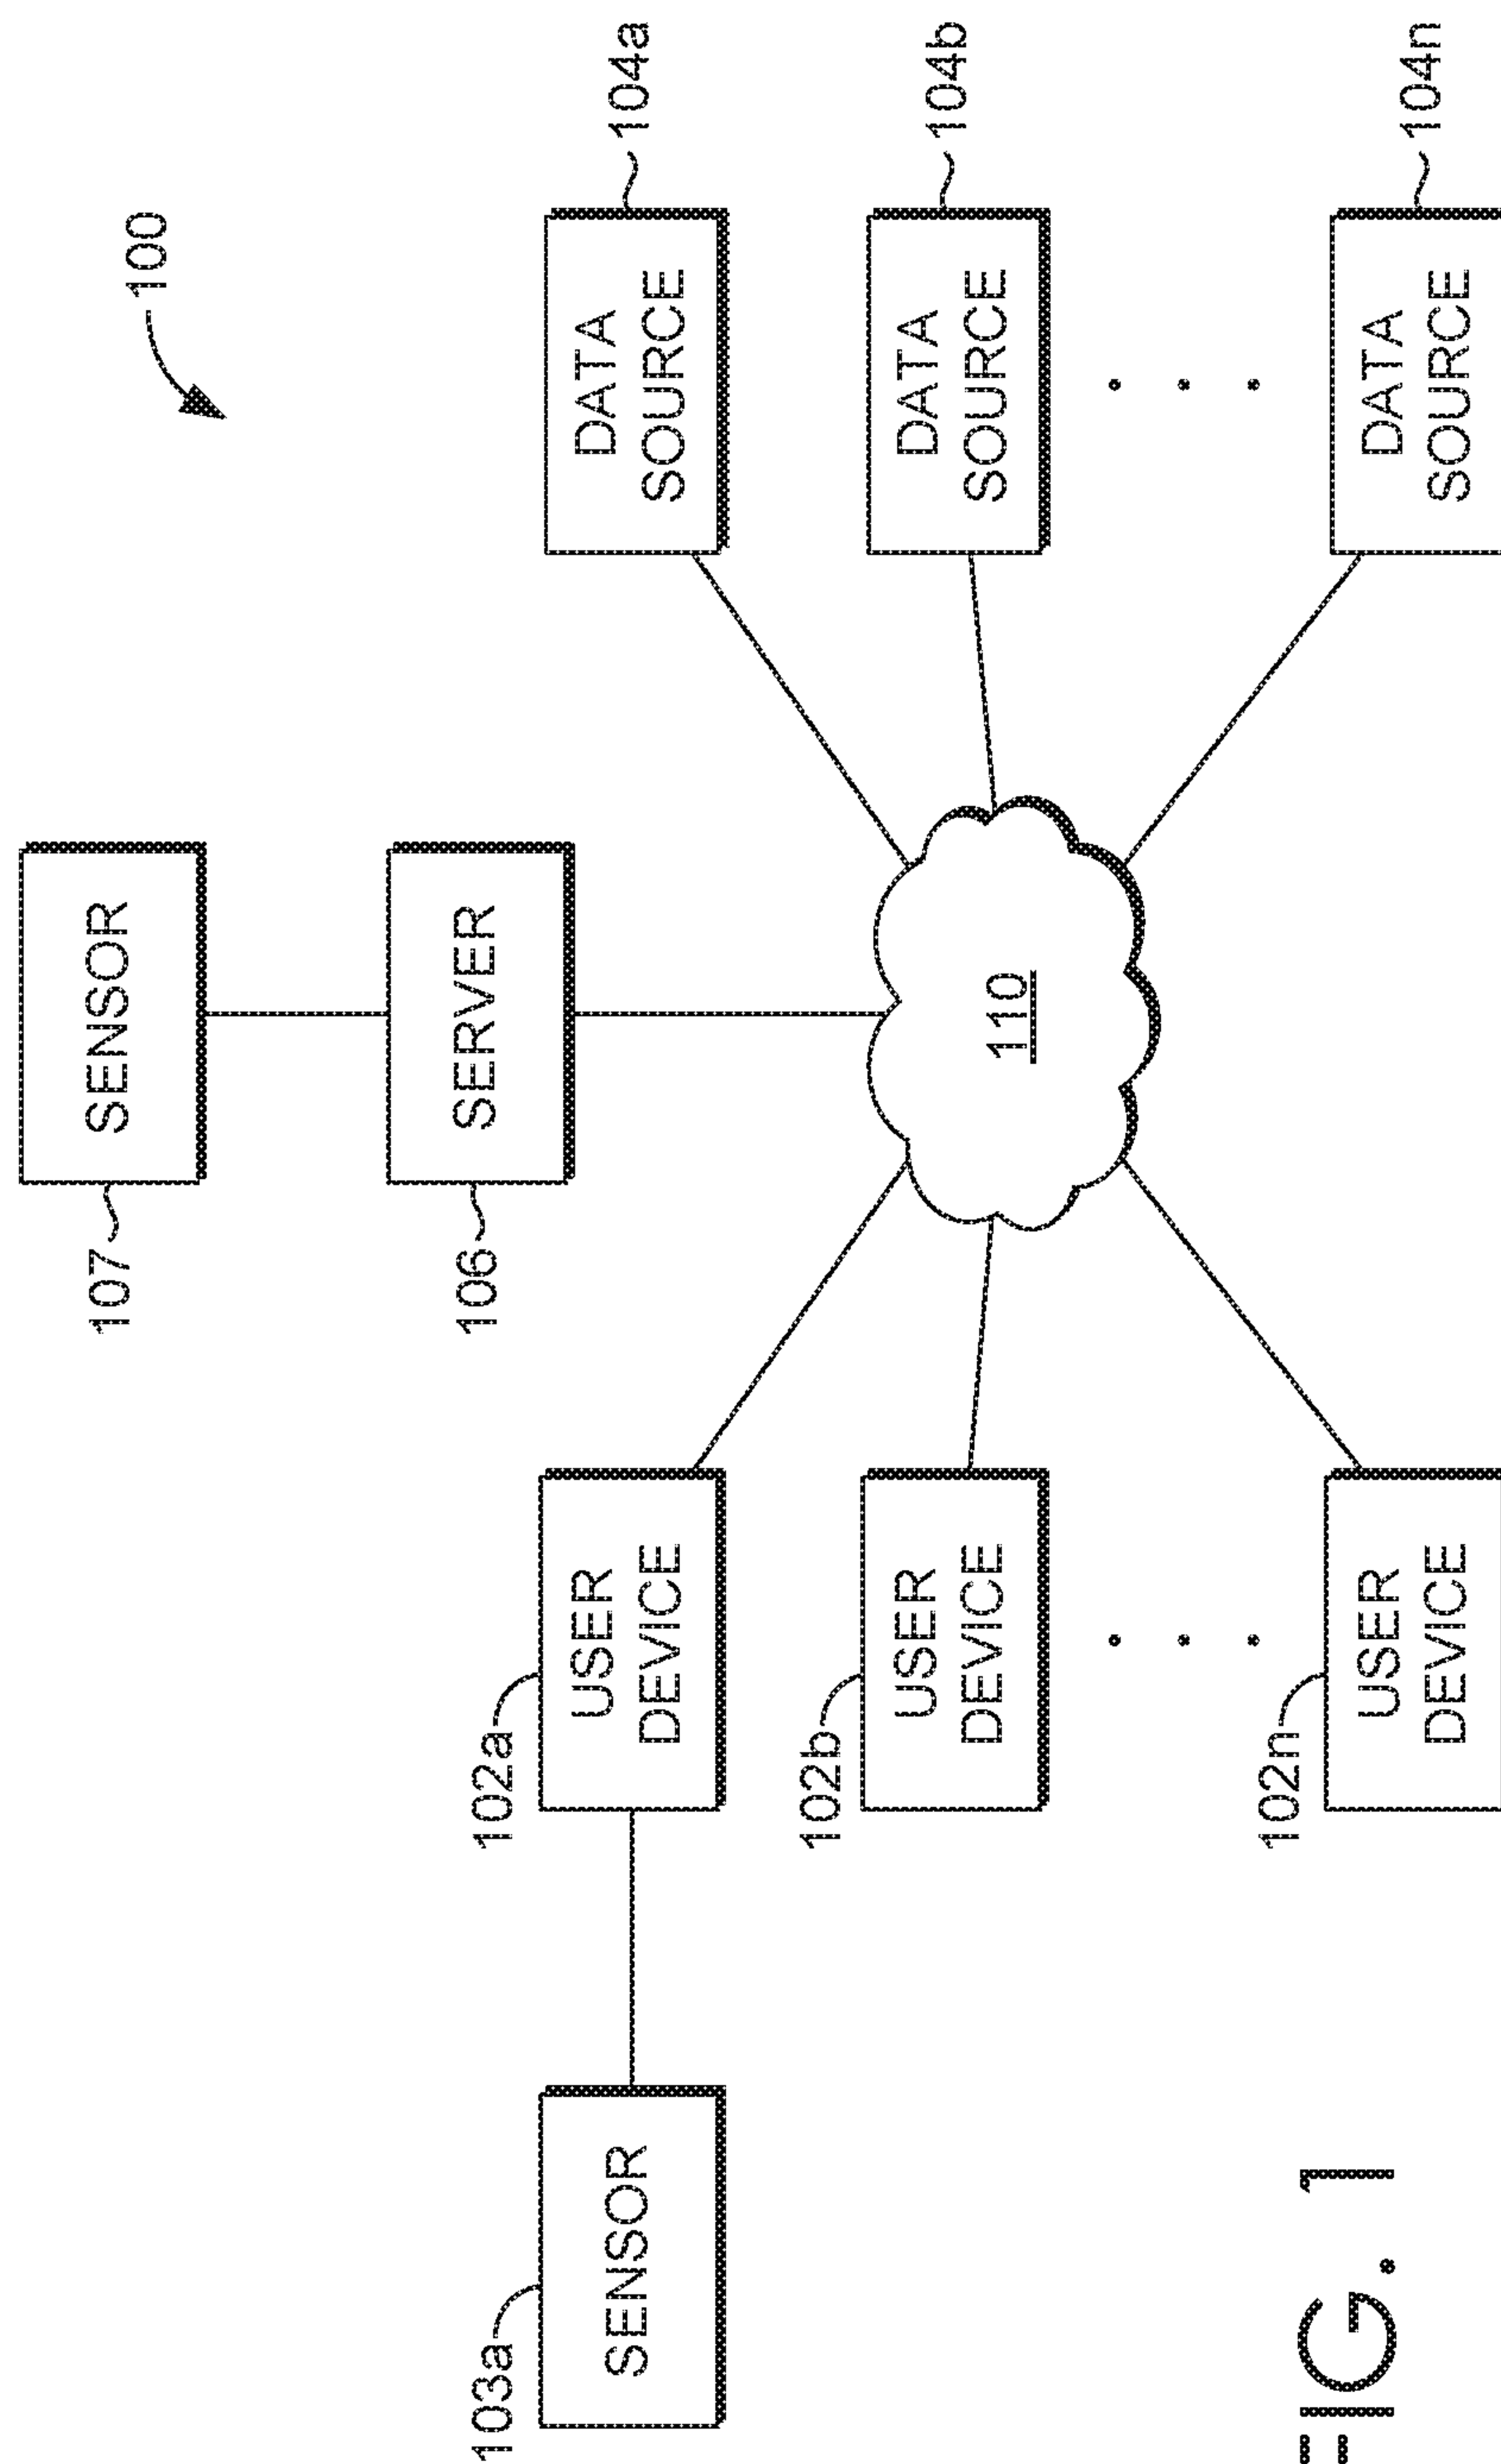 100
SENSOR
107
SERVER
106
110
103a
SENSOR
102a
USER
DEVICE
102b
USER
DEVICE
102n
USER
DEVICE
DATA
SOURCE
104a
DATA
SOURCE
104b
DATA
SOURCE
104n
FIG. 1